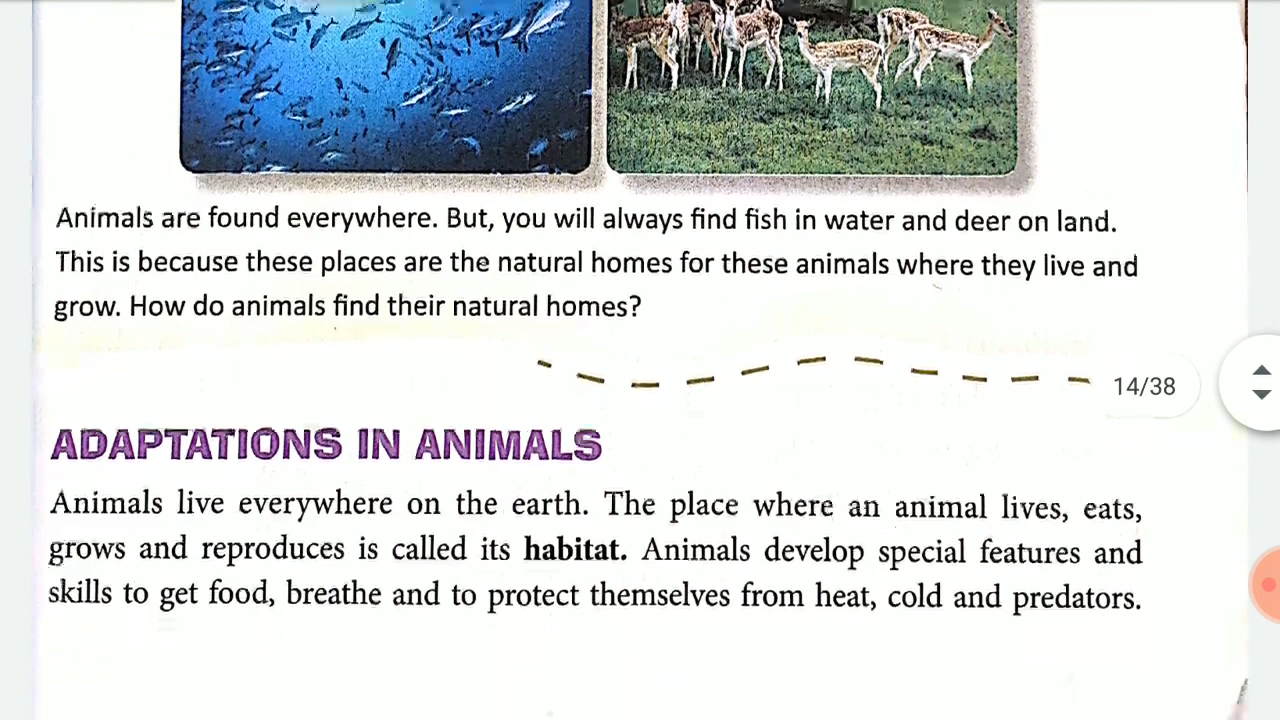 Animals are found everywhere. But, you will always find fish in water and deer on land.
This is because these places are the natural homes for these animals where they live and
grow. How do animals find their natural homes?
14/38
ADAPTATIONS IN ANIMALS
Animals live everywhere on the earth. The place where an animal lives, eats,
grows and reproduces is called its habitat. Animals develop special features and
skills to get food, breathe and to protect themselves from heat, cold and predators.